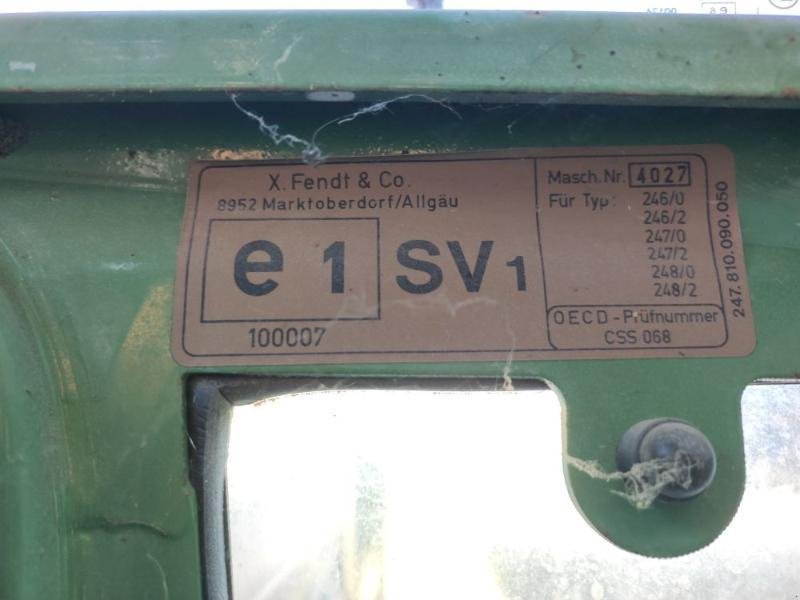 X. Fendt & Co.
8952 Marktoberdorf/Allgäu
e 1 SV1
100007
Masch. Nr. 4027
Für Typ: 246/0
246/2
247/0
247/2
248/0
248/2
OECD-Prüfnummer
CSS 068
247.810.090.050